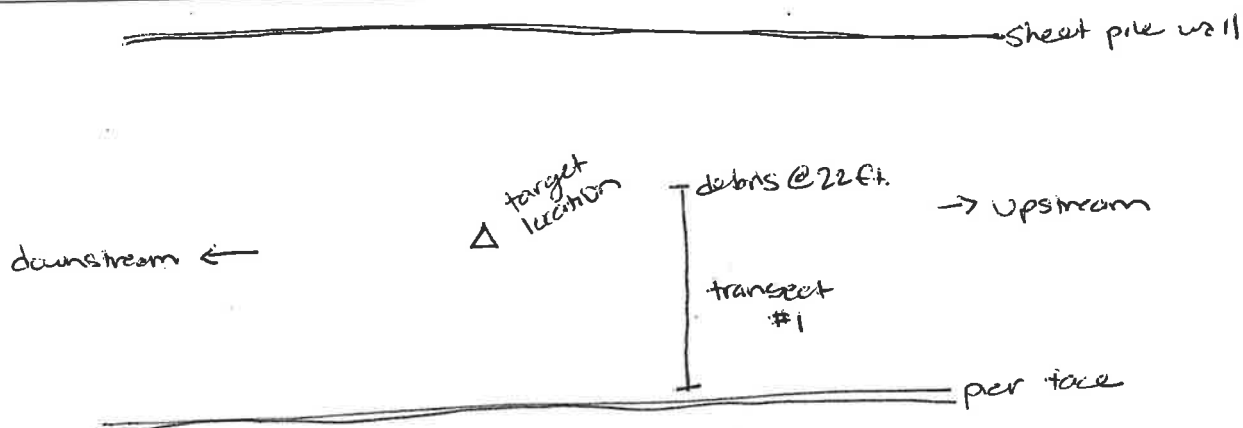 sheet pile wall
target
location
debris @ 22 ft.
→ upstream
downstream ←
transect
#1
pier face